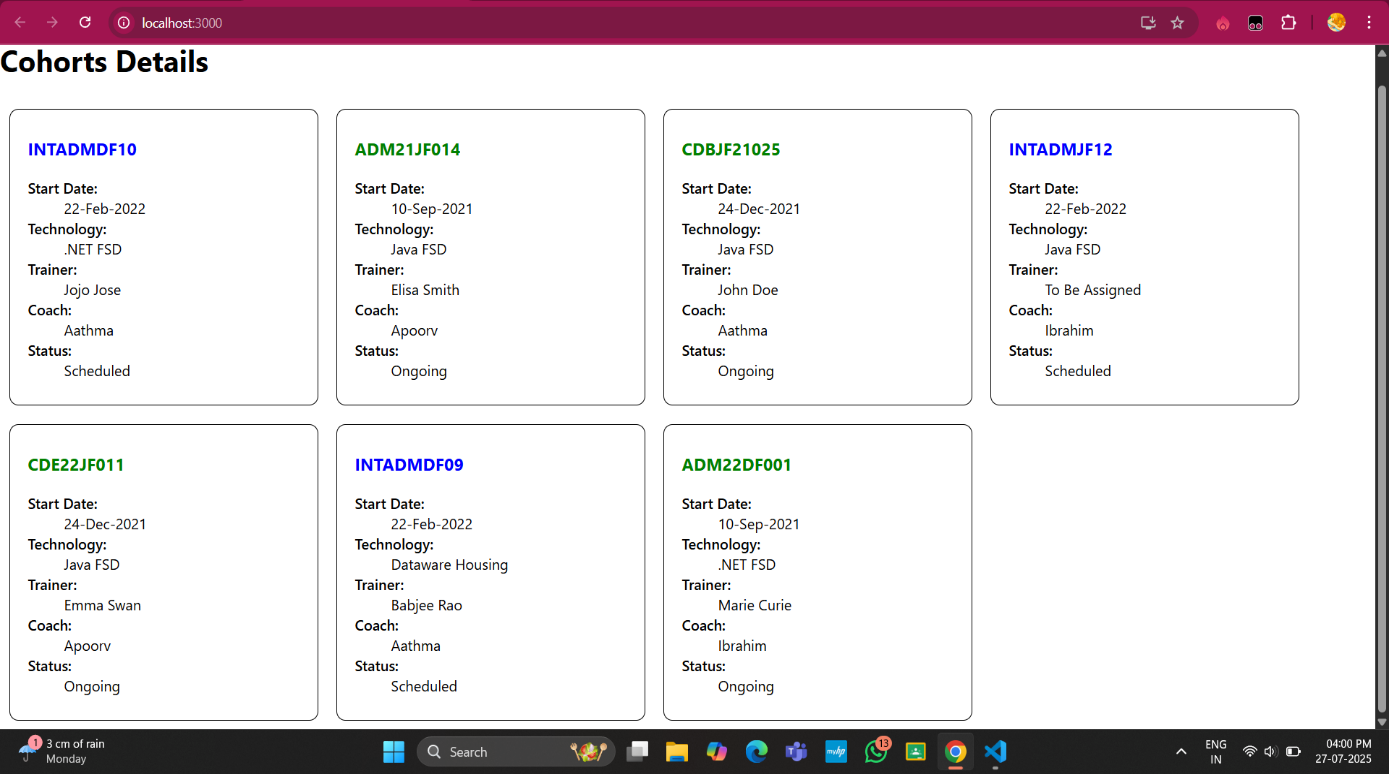 localhost:3000
Cohorts Details
INTADMDF10
Start Date:
22-Feb-2022
Technology:
.NET FSD
Trainer:
Jojo Jose
Coach:
Aathma
Status:
Scheduled
ADM21JF014
Start Date:
10-Sep-2021
Technology:
Java FSD
Trainer:
Elisa Smith
Coach:
Apoorv
Status:
Ongoing
CDBJF21025
Start Date:
24-Dec-2021
Technology:
Java FSD
Trainer:
John Doe
Coach:
Aathma
Status:
Ongoing
INTADMJF12
Start Date:
22-Feb-2022
Technology:
Java FSD
Trainer:
To Be Assigned
Coach:
Ibrahim
Status:
Scheduled
CDE22JF011
Start Date:
24-Dec-2021
Technology:
Java FSD
Trainer:
Emma Swan
Coach:
Apoorv
Status:
Ongoing
INTADMDF09
Start Date:
22-Feb-2022
Technology:
Dataware Housing
Trainer:
Babjee Rao
Coach:
Aathma
Status:
Scheduled
ADM22DF001
Start Date:
10-Sep-2021
Technology:
.NET FSD
Trainer:
Marie Curie
Coach:
Ibrahim
Status:
Ongoing
1
3 cm of rain
Monday
Search
myhp
13
ENG
IN
04:00 PM
27-07-2025